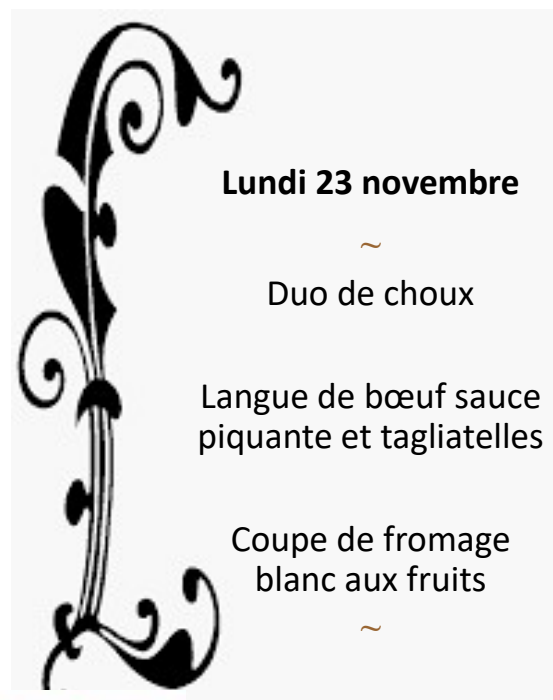 Lundi 23 novembre
~
Duo de choux
Langue de bœuf sauce
piquante et tagliatelles
Coupe de fromage
blanc aux fruits
~